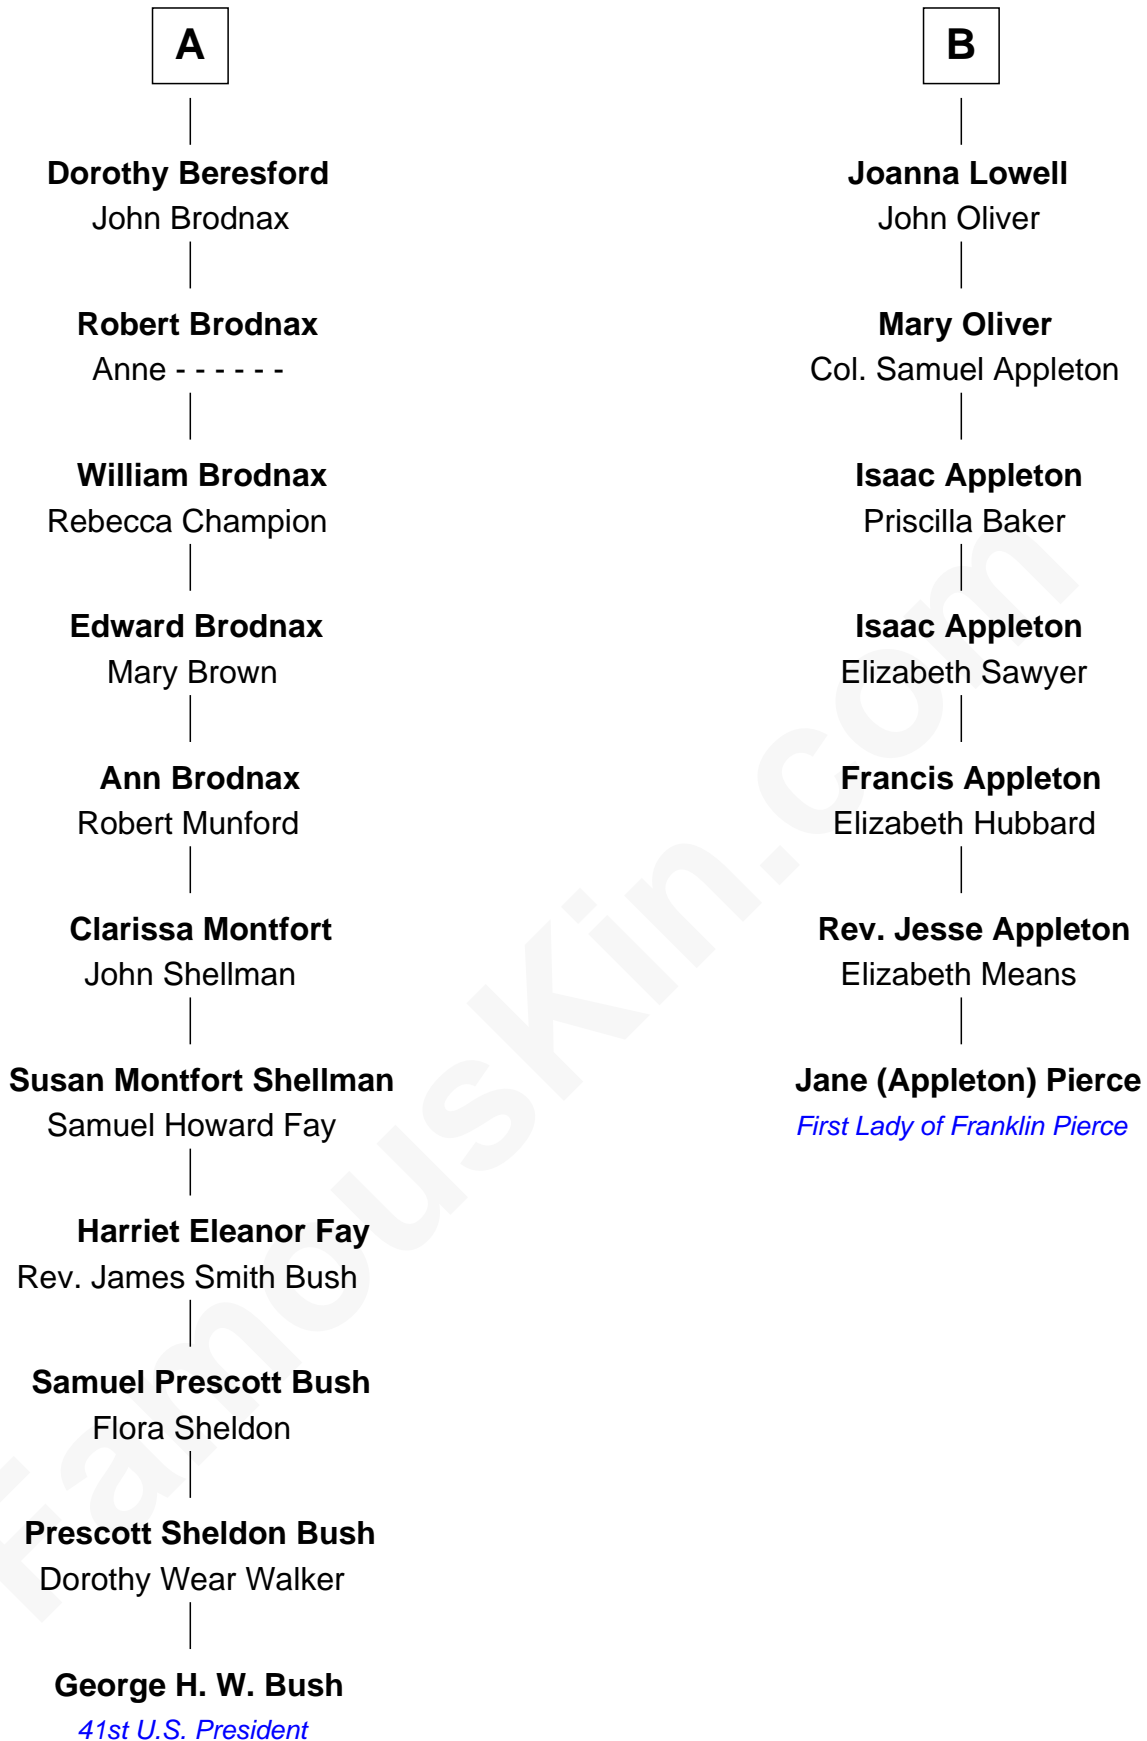 A
Dorothy Beresford
John Brodnax
Robert Brodnax
Anne - - - - - -
William Brodnax
Rebecca Champion
Edward Brodnax
Mary Brown
Ann Brodnax
Robert Munford
Clarissa Montfort
John Shellman
Susan Montfort Shellman
Samuel Howard Fay
Harriet Eleanor Fay
Rev. James Smith Bush
Samuel Prescott Bush
Flora Sheldon
Prescott Sheldon Bush
Dorothy Wear Walker
George H. W. Bush
41st U.S. President
B
Joanna Lowell
John Oliver
Mary Oliver
Col. Samuel Appleton
Isaac Appleton
Priscilla Baker
Isaac Appleton
Elizabeth Sawyer
Francis Appleton
Elizabeth Hubbard
Rev. Jesse Appleton
Elizabeth Means
Jane (Appleton) Pierce
First Lady of Franklin Pierce
FamousKin.com